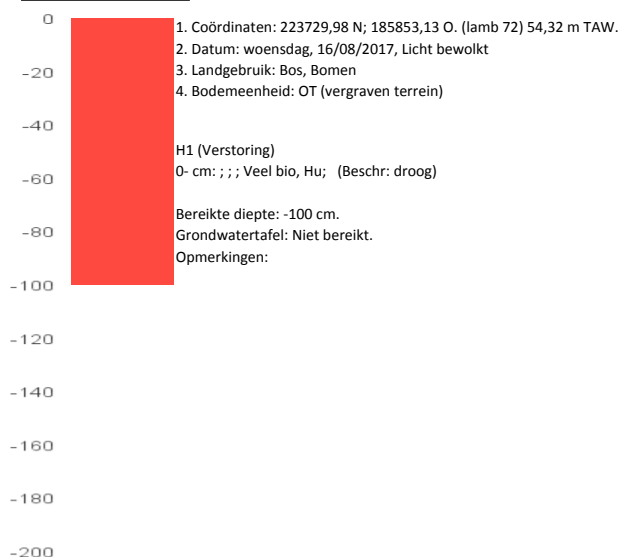 0
1. Coördinaten: 223729,98 N; 185853,13 O. (lamb 72) 54,32 m TAW.
2. Datum: woensdag, 16/08/2017, Licht bewolkt
-20
3. Landgebruik: Bos, Bomen
4. Bodemeenheid: OT (vergraven terrein)
-40
H1 (Verstoring)
0- cm: ; ; ; Veel bio, Hu;   (Beschr: droog)
-60
Bereikte diepte: -100 cm.
-80
Grondwatertafel: Niet bereikt.
Opmerkingen:
-100
-120
-140
-160
-180
-200